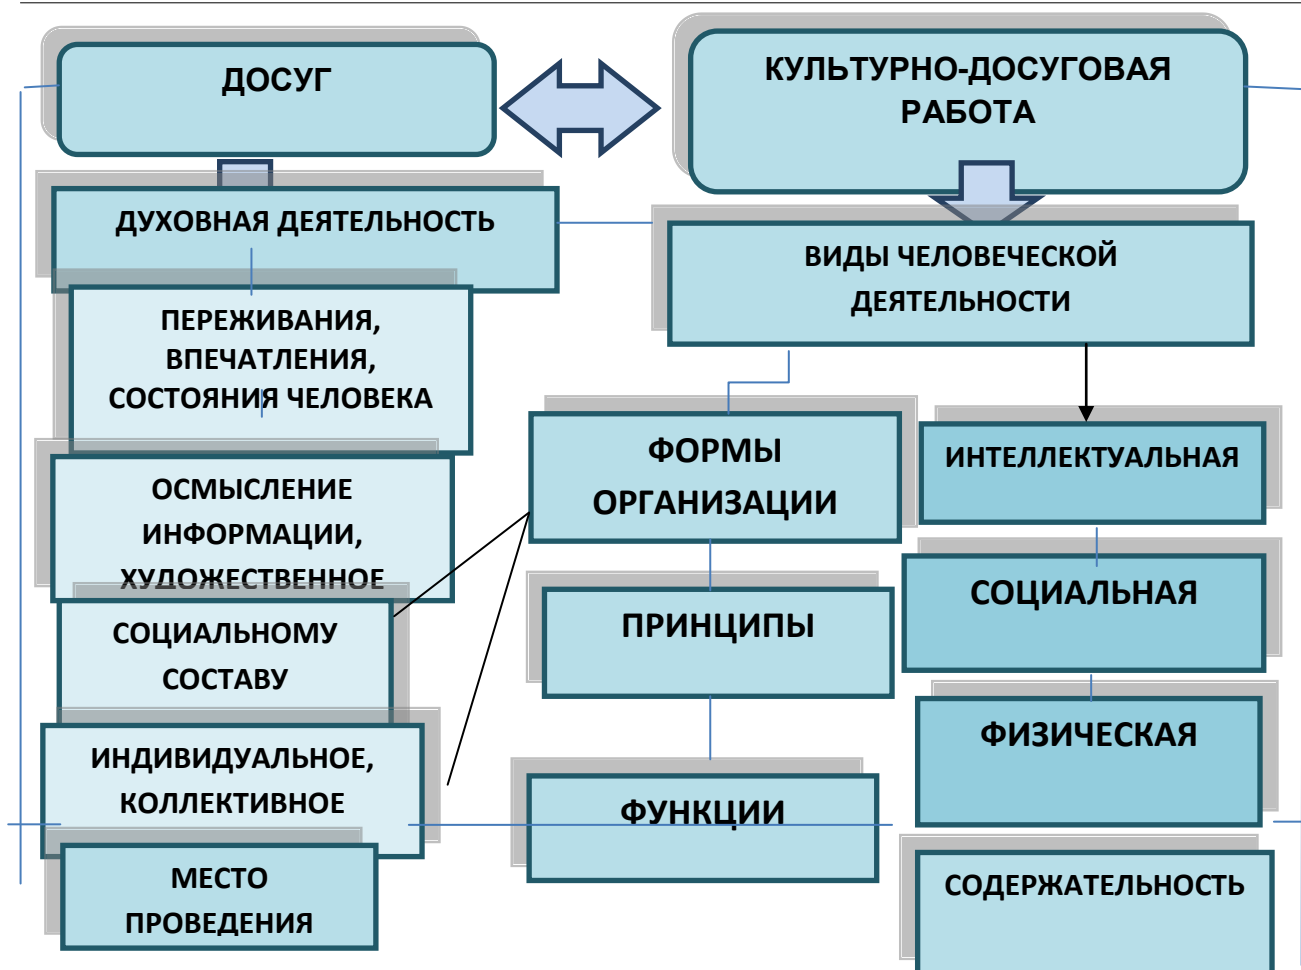 ДОСУГ
КУЛЬТУРНО-ДОСУГОВАЯ
РАБОТА
ДУХОВНАЯ ДЕЯТЕЛЬНОСТЬ
ВИДЫ ЧЕЛОВЕЧЕСКОЙ
ДЕЯТЕЛЬНОСТИ
ПЕРЕЖИВАНИЯ,
ВПЕЧАТЛЕНИЯ,
СОСТОЯНИЯ ЧЕЛОВЕКА
ОСМЫСЛЕНИЕ
ИНФОРМАЦИИ,
ХУДОЖЕСТВЕННОЕ
СОЦИАЛЬНОМУ
СОСТАВУ
ИНДИВИДУАЛЬНОЕ,
КОЛЛЕКТИВНОЕ
МЕСТО
ПРОВЕДЕНИЯ
ФОРМЫ
ОРГАНИЗАЦИИ
ПРИНЦИПЫ
ФУНКЦИИ
ИНТЕЛЛЕКТУАЛЬНАЯ
СОЦИАЛЬНАЯ
ФИЗИЧЕСКАЯ
СОДЕРЖАТЕЛЬНОСТЬ